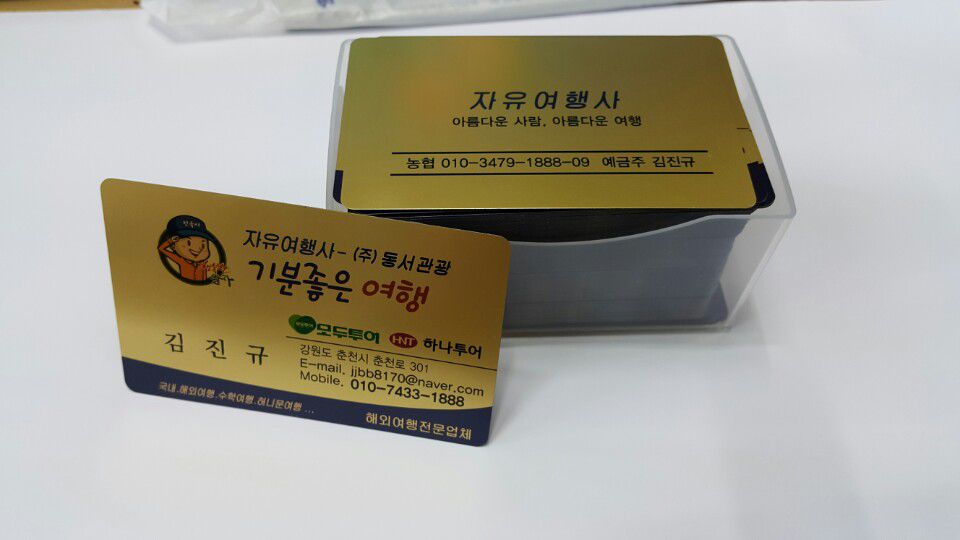 자유여행사
아름다운 사람, 아름다운 여행
농협 010-3479-1888-09 예금주 김진규
자유여행사 - (주) 동서관광
기분좋은 여행
모두투어 HNT 하나투어
김 진 규
강원도 춘천시 춘천로 301
E-mail. jjbb8170@naver.com
Mobile. 010-7433-1888
국내.해외여행.수학여행.허니문여행 ...
해외여행전문업체